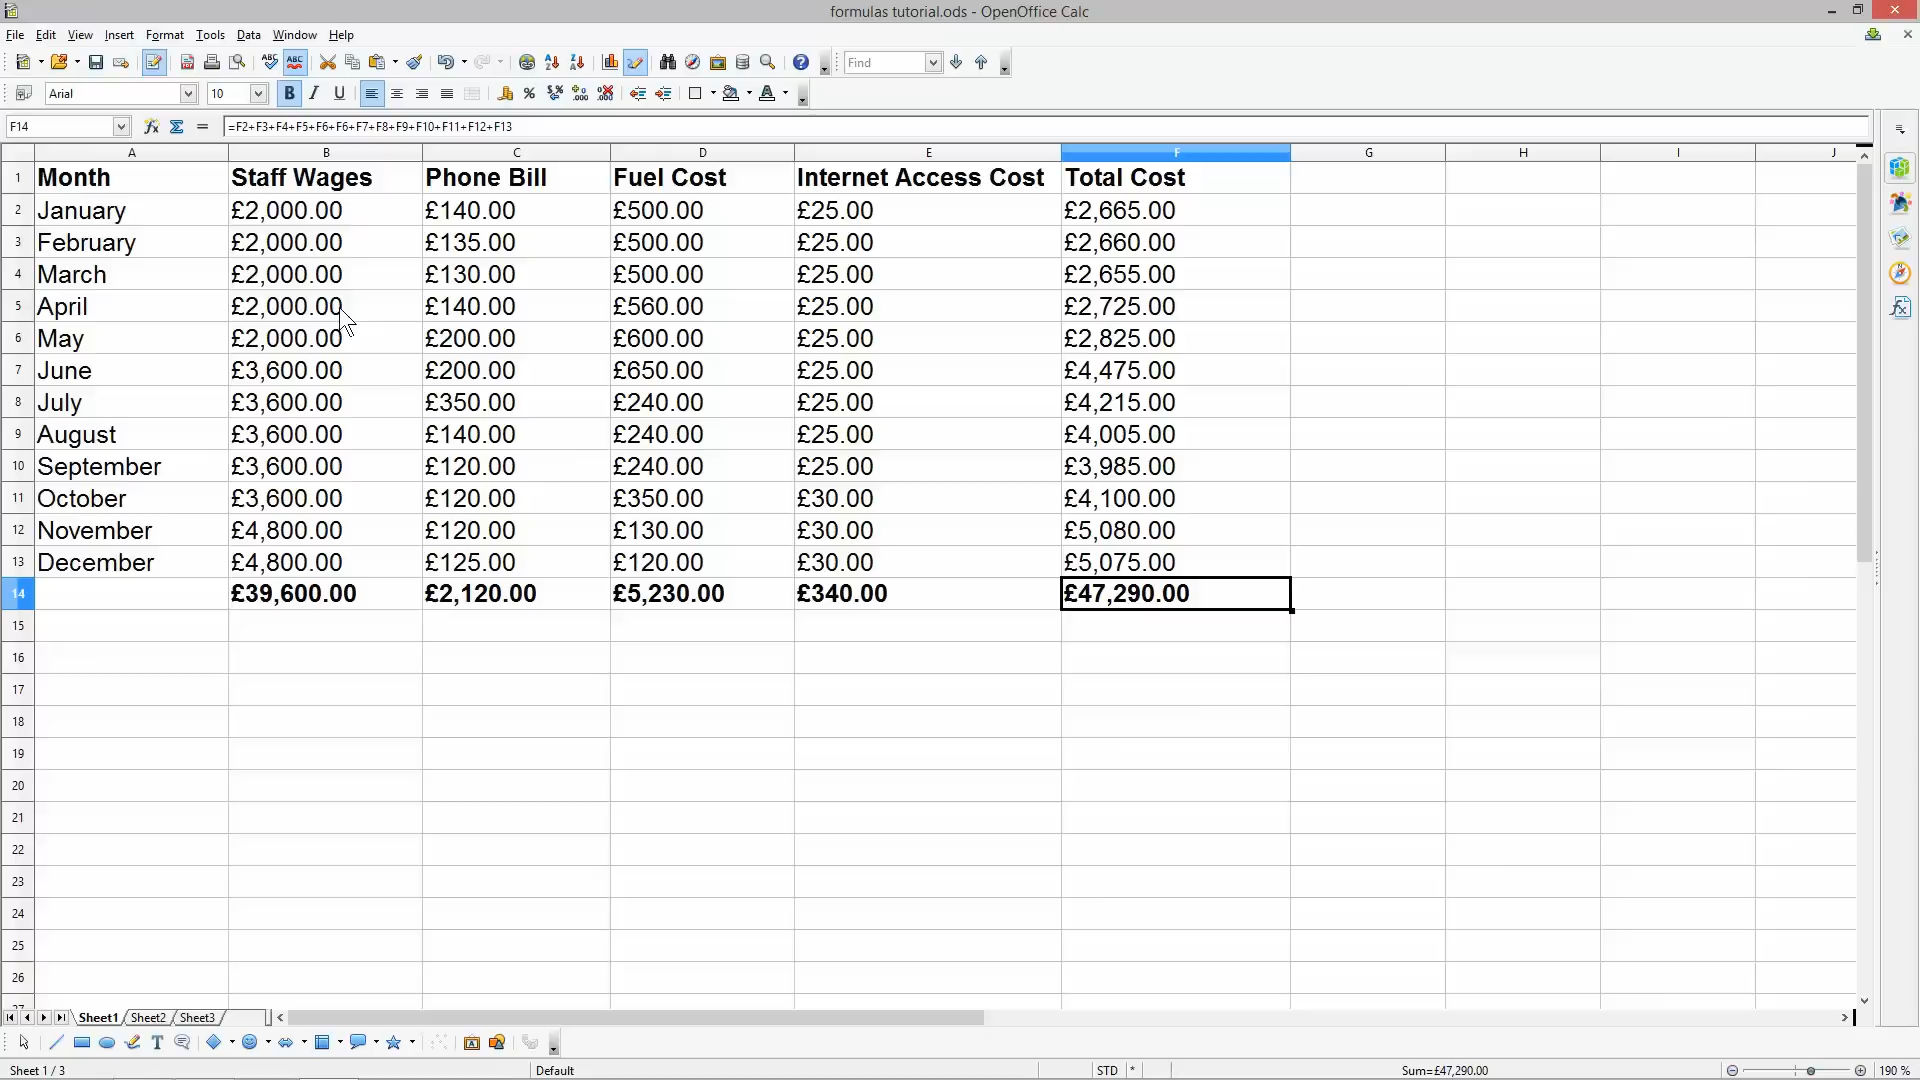 formulas tutorial.ods - OpenOffice Calc
File Edit View Insert Format Tools Data Window Help
Find
Arial 10
F14 =F2+F3+F4+F5+F6+F6+F7+F8+F9+F10+F11+F12+F13
A B C D E F G H I J
1 Month Staff Wages Phone Bill Fuel Cost Internet Access Cost Total Cost
2 January £2,000.00 £140.00 £500.00 £25.00 £2,665.00
3 February £2,000.00 £135.00 £500.00 £25.00 £2,660.00
4 March £2,000.00 £130.00 £500.00 £25.00 £2,655.00
5 April £2,000.00 £140.00 £560.00 £25.00 £2,725.00
6 May £2,000.00 £200.00 £600.00 £25.00 £2,825.00
7 June £3,600.00 £200.00 £650.00 £25.00 £4,475.00
8 July £3,600.00 £350.00 £240.00 £25.00 £4,215.00
9 August £3,600.00 £140.00 £240.00 £25.00 £4,005.00
10 September £3,600.00 £120.00 £240.00 £25.00 £3,985.00
11 October £3,600.00 £120.00 £350.00 £30.00 £4,100.00
12 November £4,800.00 £120.00 £130.00 £30.00 £5,080.00
13 December £4,800.00 £125.00 £120.00 £30.00 £5,075.00
14 £39,600.00 £2,120.00 £5,230.00 £340.00 £47,290.00
15
16
17
18
19
20
21
22
23
24
25
26
27
Sheet1 Sheet2 Sheet3
Sheet 1 / 3 Default STD * Sum=£47,290.00 190 %